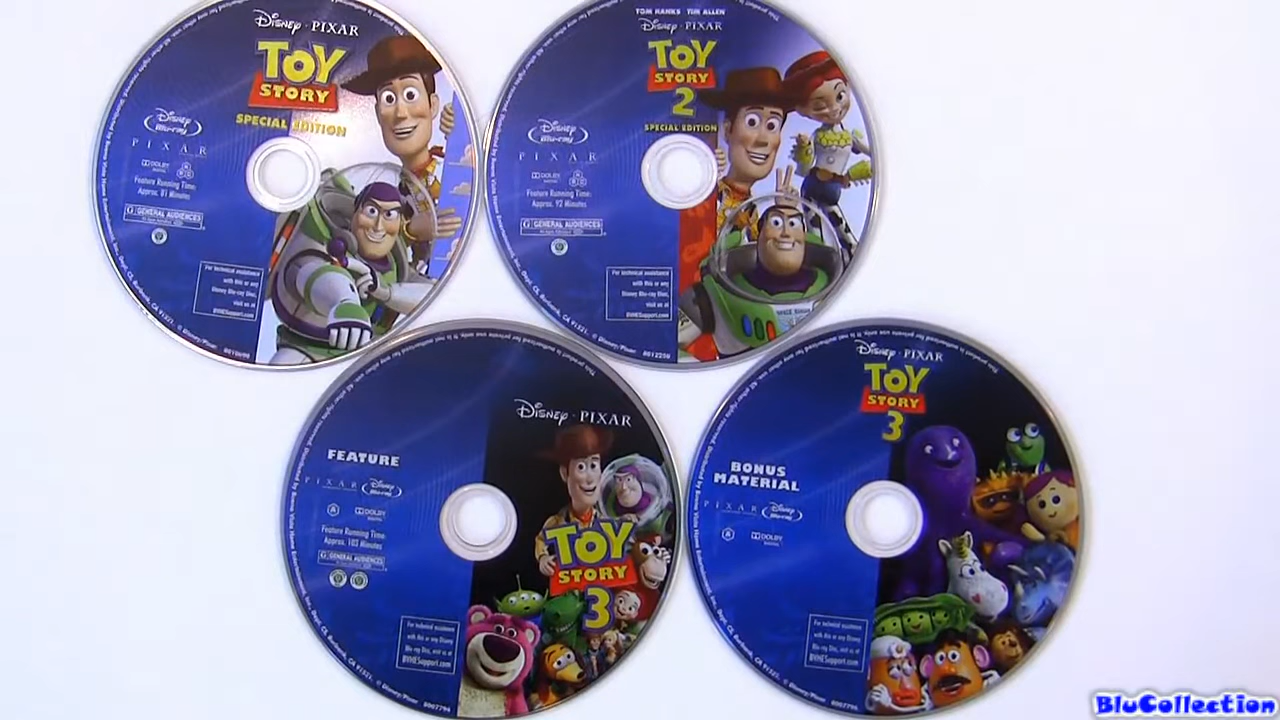 Disney · PIXAR
TOY
STORY
SPECIAL EDITION
Disney
Blu-ray
PIXAR
DOLBY
DIGITAL
Feature Running Time:
Approx. 81 Minutes
G GENERAL AUDIENCES
For technical assistance
with this or any
Disney Blu-ray Disc,
visit us at
BVHESupport.com
TOM HANKS TIM ALLEN
Disney · PIXAR
TOY
STORY
2
SPECIAL EDITION
Disney
Blu-ray
PIXAR
DOLBY
DIGITAL
Feature Running Time:
Approx. 92 Minutes
G GENERAL AUDIENCES
For technical assistance
with this or any
Disney Blu-ray Disc,
visit us at
BVHESupport.com
Disney · PIXAR
FEATURE
PIXAR Disney
Blu-ray
DOLBY
DIGITAL
Feature Running Time:
Approx. 103 Minutes
G GENERAL AUDIENCES
TOY
STORY
3
For technical assistance
with this or any Disney
Blu-ray Disc, visit us at
BVHESupport.com
Disney · PIXAR
TOY
STORY
3
BONUS
MATERIAL
PIXAR Disney
Blu-ray
DOLBY
DIGITAL
For technical assistance
with this or any Disney
Blu-ray Disc, visit us at
BVHESupport.com
BluCollection